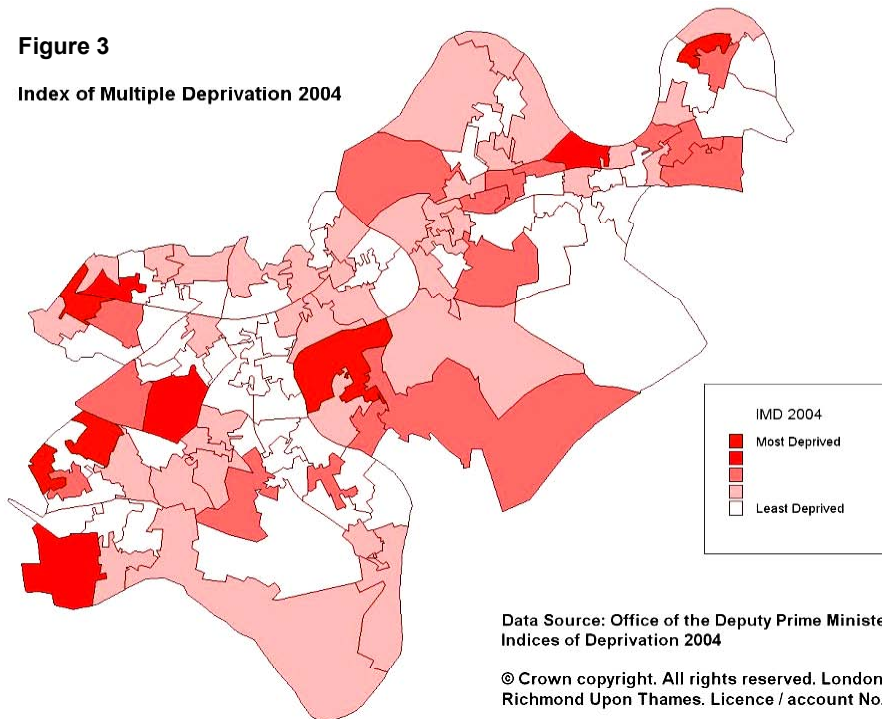 Figure 3
Index of Multiple Deprivation 2004
IMD 2004
Most Deprived
Least Deprived
Data Source: Office of the Deputy Prime Ministe
Indices of Deprivation 2004
© Crown copyright. All rights reserved. London
Richmond Upon Thames. Licence / account No.